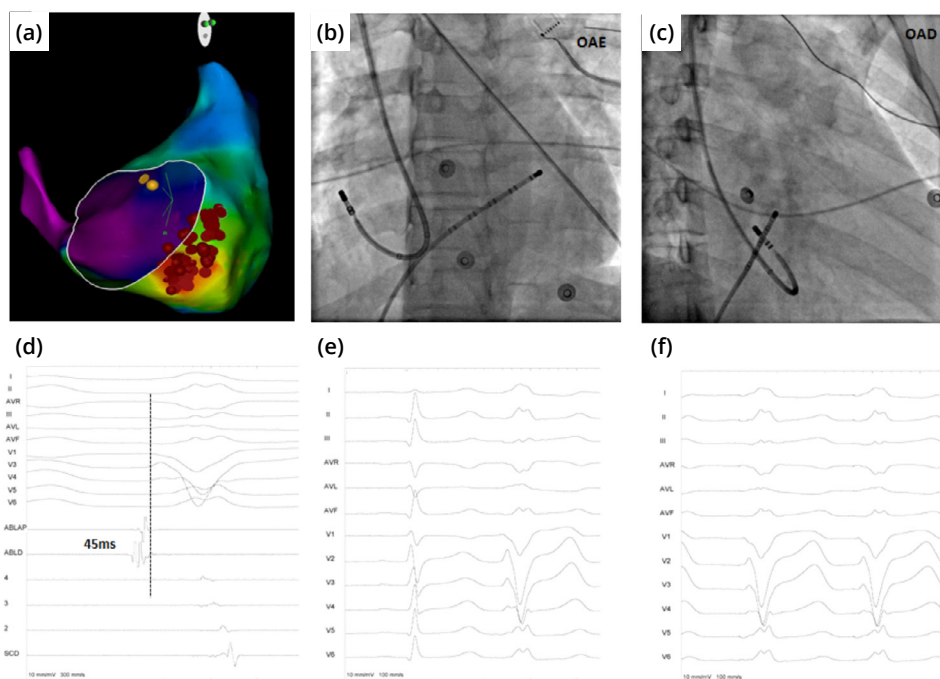 (a)
(b)
OAE
(c)
OAD
(d)
I
II
AVR
III
AVL
AVF
V1
V3
V4
V5
V6
ABLAP
45ms
ABLD
4
3
2
SCD
10 mm/mV 300 mm/s
(e)
I
II
III
AVR
AVL
AVF
V1
V2
V3
V4
V5
V6
10 mm/mV 100 mm/s
(f)
I
II
III
AVR
AVL
AVF
V1
V2
V3
V4
V5
V6
10 mm/mV 100 mm/s